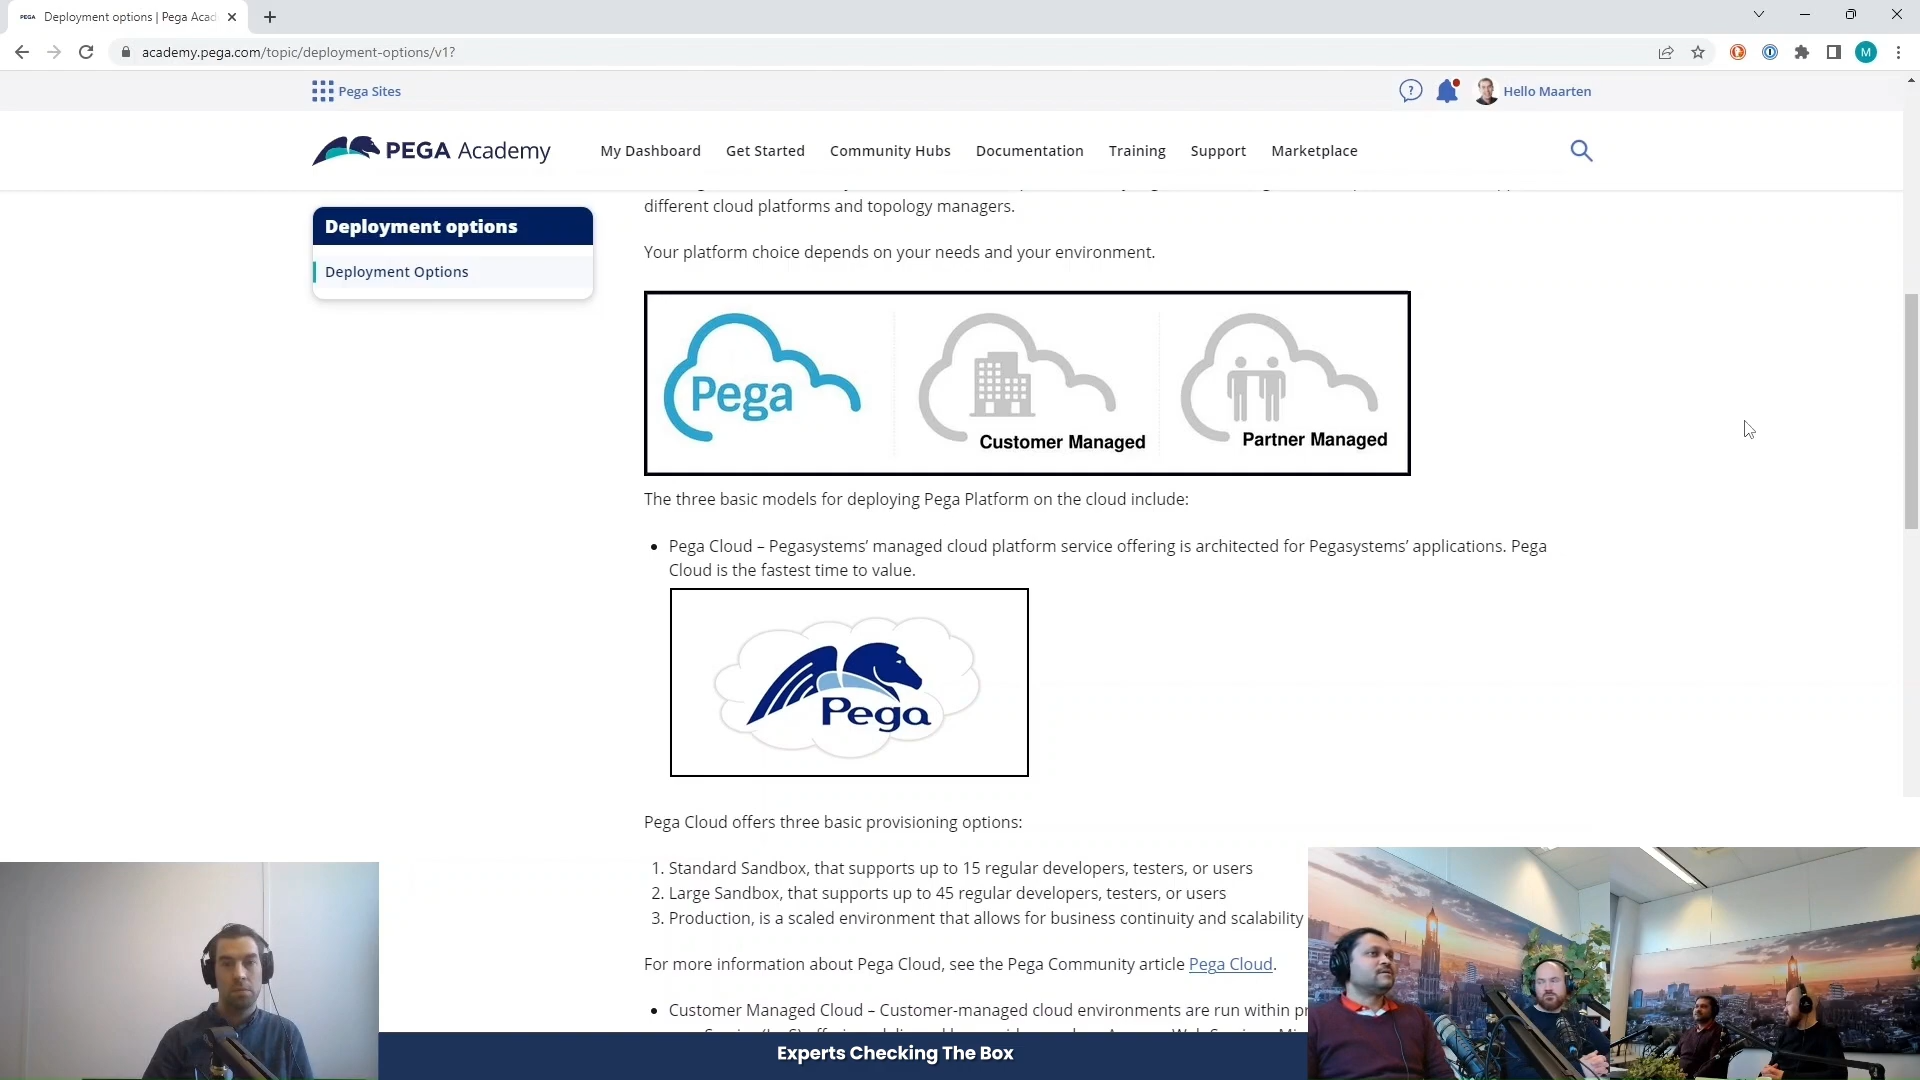 PEGA Deployment options | Pega Acad
academy.pega.com/topic/deployment-options/v1?
M
Pega Sites
? Hello Maarten
PEGA Academy
My Dashboard Get Started Community Hubs Documentation Training Support Marketplace
Deployment options
Deployment Options
different cloud platforms and topology managers.
Your platform choice depends on your needs and your environment.
Pega
Customer Managed
Partner Managed
The three basic models for deploying Pega Platform on the cloud include:
• Pega Cloud – Pegasystems’ managed cloud platform service offering is architected for Pegasystems’ applications. Pega
Cloud is the fastest time to value.
Pega
Pega Cloud offers three basic provisioning options:
1. Standard Sandbox, that supports up to 15 regular developers, testers, or users
2. Large Sandbox, that supports up to 45 regular developers, testers, or users
3. Production, is a scaled environment that allows for business continuity and scalability
For more information about Pega Cloud, see the Pega Community article Pega Cloud.
• Customer Managed Cloud – Customer-managed cloud environments are run within pr
Experts Checking The Box